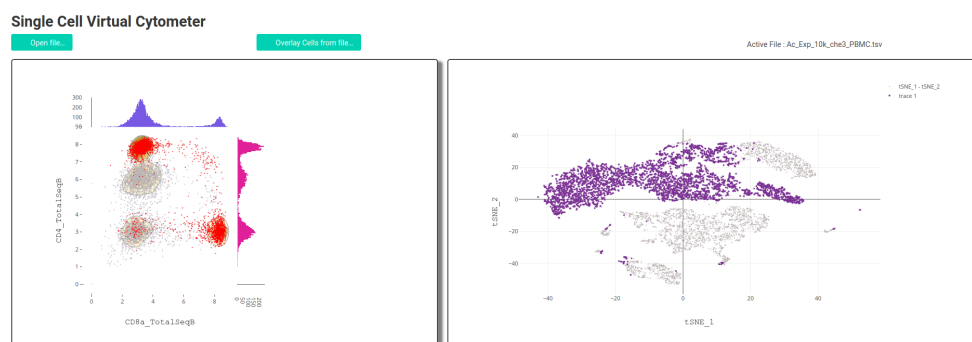 Single Cell Virtual Cytometer
Open file...
Overlay Cells from file...
Active File : Ac_Exp_10k_che3_PBMC.tsv
300
200
100
8
7
6
5
4
3
2
1
0
CD4_TotalSeqB
0 2 4 6 8
0 50 100 150 200
CD8a_TotalSeqB
tSNE_1 - tSNE_2
trace 1
40
20
0
−20
−40
tSNE_2
−40 −20 0 20 40
tSNE_1